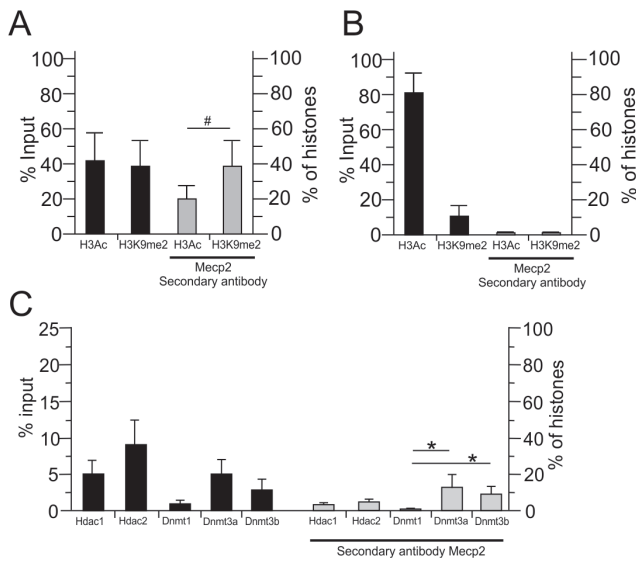 A
100
80
60
40
20
0
% Input
#
100
80
60
40
20
0
% of histones
H3Ac H3K9me2 H3Ac H3K9me2
Mecp2
Secondary antibody
B
100
80
60
40
20
0
% Input
100
80
60
40
20
0
% of histones
H3Ac H3K9me2 H3Ac H3K9me2
Mecp2
Secondary antibody
C
25
20
15
10
5
0
% input
*
*
100
80
60
40
20
0
% of histones
Hdac1 Hdac2 Dnmt1 Dnmt3a Dnmt3b Hdac1 Hdac2 Dnmt1 Dnmt3a Dnmt3b
Secondary antibody Mecp2